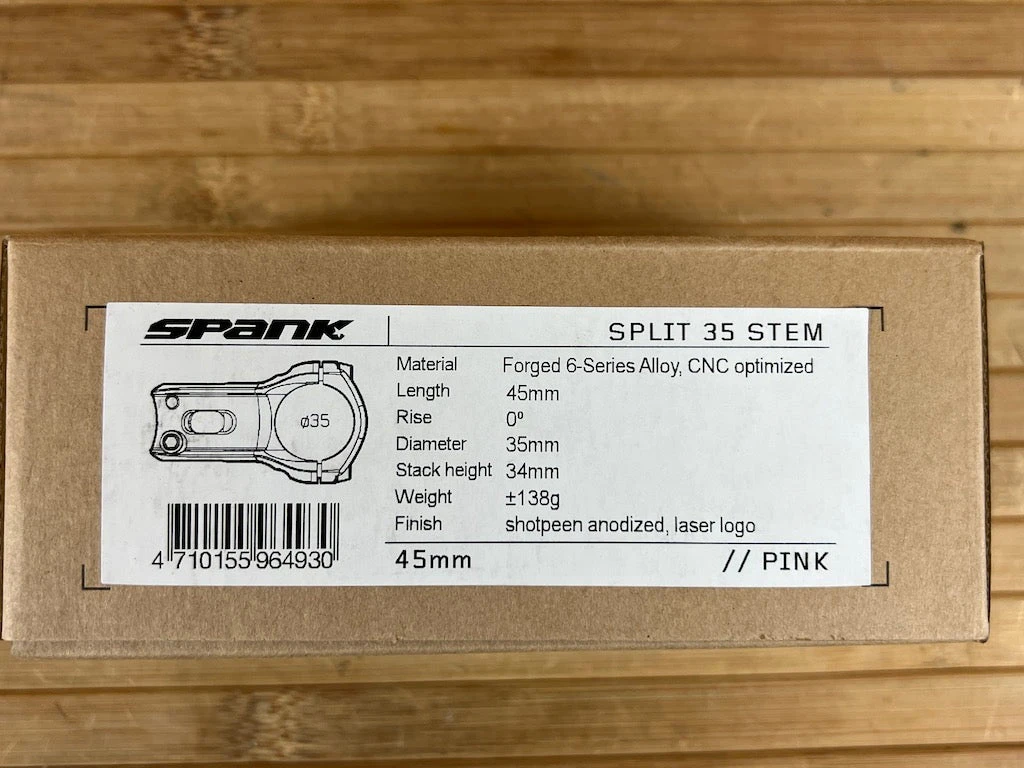 SPANK
SPLIT 35 STEM
ø35
Material Forged 6-Series Alloy, CNC optimized
Length 45mm
Rise 0º
Diameter 35mm
Stack height 34mm
Weight ±138g
Finish shotpeen anodized, laser logo
4 710155 964930
45mm // PINK